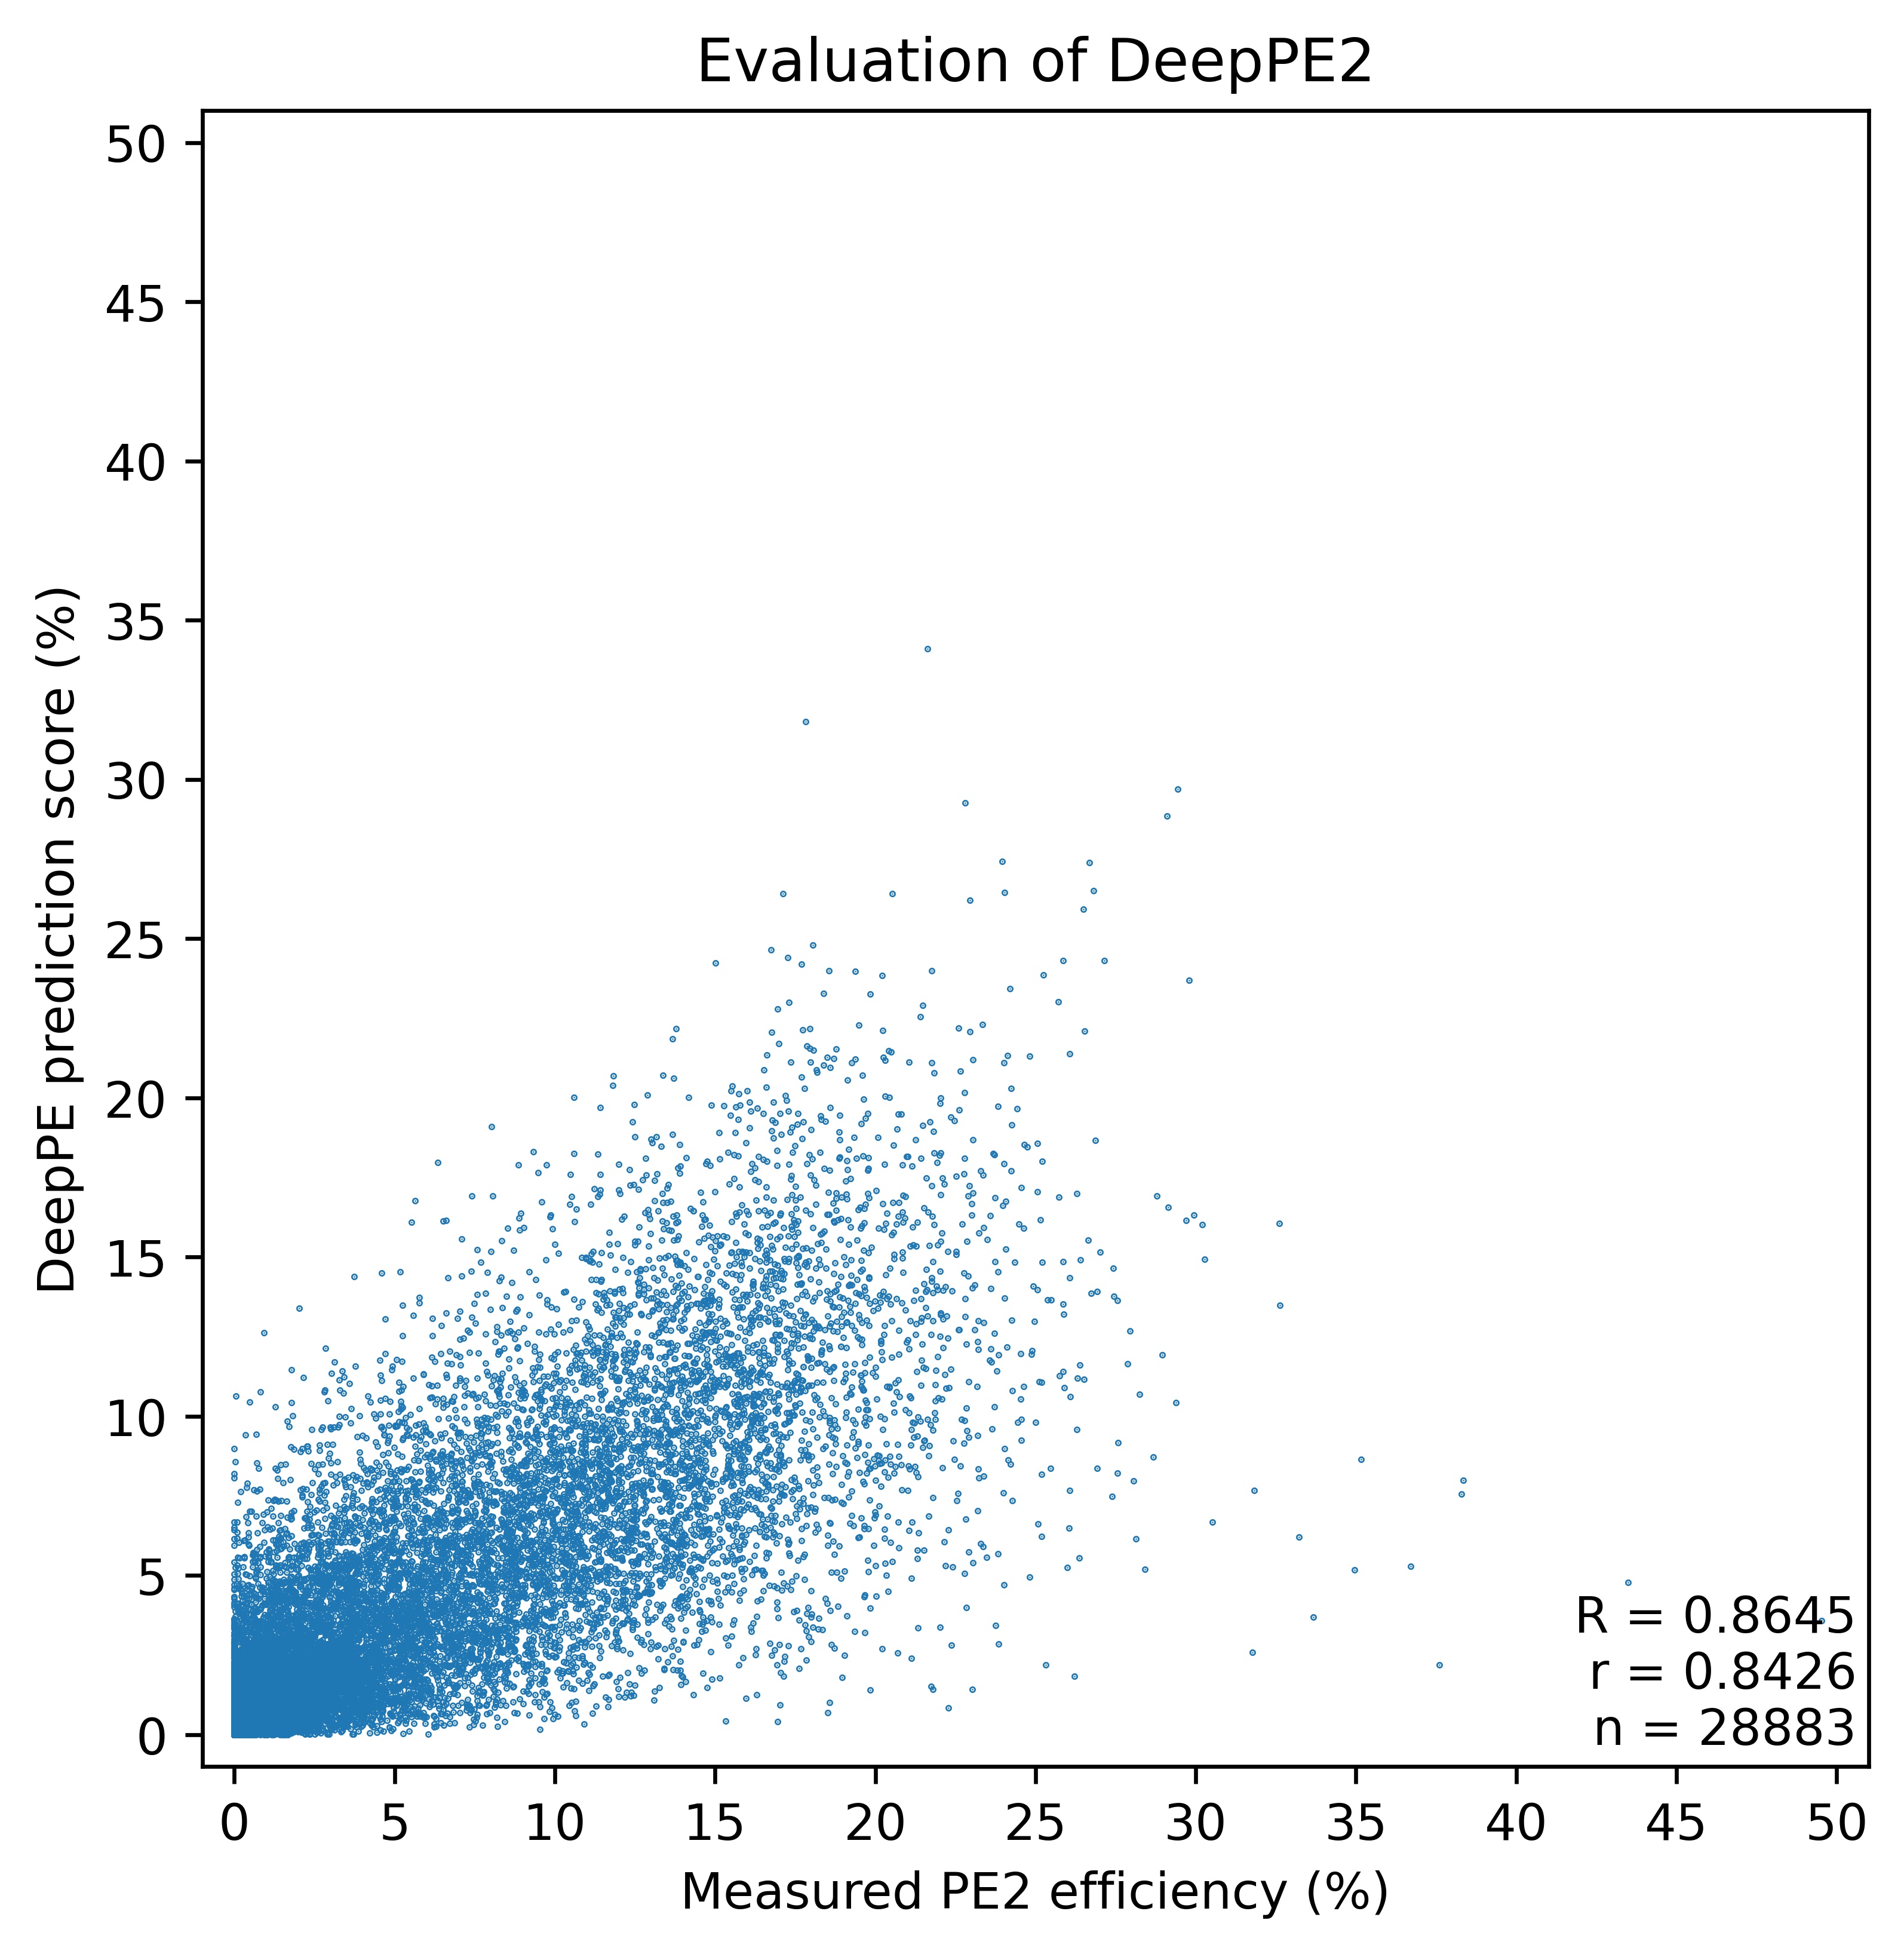 Evaluation of DeepPE2
50
45
40
35
30
25
20
15
10
5
0
DeepPE prediction score (%)
R = 0.8645
r = 0.8426
n = 28883
0 5 10 15 20 25 30 35 40 45 50
Measured PE2 efficiency (%)